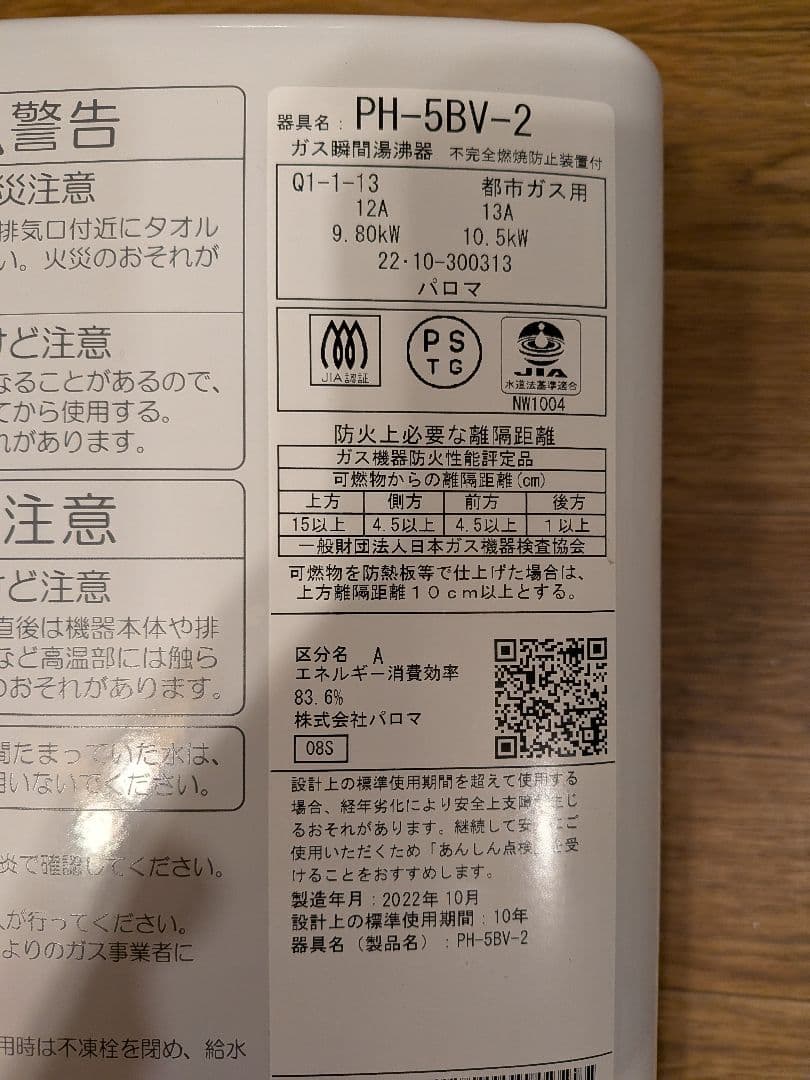 警告
災注意
排気口付近にタオル
い。火災のおそれが
けど注意
なることがあるので、
てから使用する。
れがあります。
注意
けど注意
直後は機器本体や排
など高温部には触ら
のおそれがあります。
間たまっていた水は、
用いないでください。
炎で確認してください。
人が行ってください。
よりのガス事業者に
用時は不凍栓を閉め、給水
器具名: PH-5BV-2
ガス瞬間湯沸器 不完全燃焼防止装置付
Q1-1-13 都市ガス用
12A 13A
9.80kW 10.5kW
22・10-300313
パロマ
JIA認証
PS
TG
JIA
水道法基準適合
NW1004
防火上必要な離隔距離
ガス機器防火性能評定品
可燃物からの離隔距離(cm)
上方 側方 前方 後方
15以上 4.5以上 4.5以上 1以上
一般財団法人日本ガス機器検査協会
可燃物を防熱板等で仕上げた場合は、
上方離隔距離10cm以上とする。
区分名 A
エネルギー消費効率
83.6%
株式会社パロマ
08S
設計上の標準使用期間を超えて使用する
場合、経年劣化により安全上支障が生じ
るおそれがあります。継続して安全にご
使用いただくため「あんしん点検」を受
けることをおすすめします。
製造年月：2022年10月
設計上の標準使用期間：10年
器具名（製品名）：PH-5BV-2